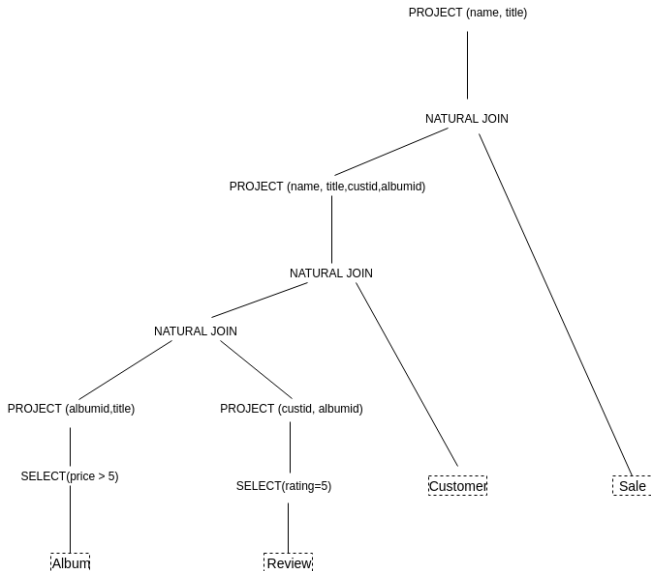 PROJECT (name, title)
NATURAL JOIN
PROJECT (name, title,custid,albumid)
NATURAL JOIN
NATURAL JOIN
PROJECT (albumid,title)
PROJECT (custid, albumid)
SELECT(price > 5)
SELECT(rating=5)
Customer
Sale
Album
Review